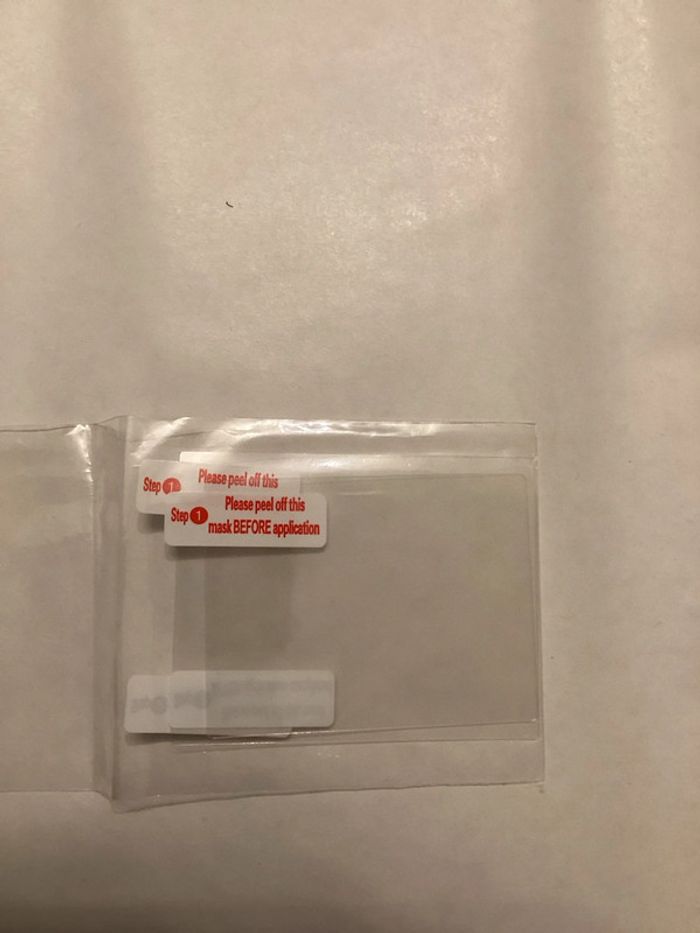 Please peel off this
Step 1
Please peel off this
Step 1
mask BEFORE application